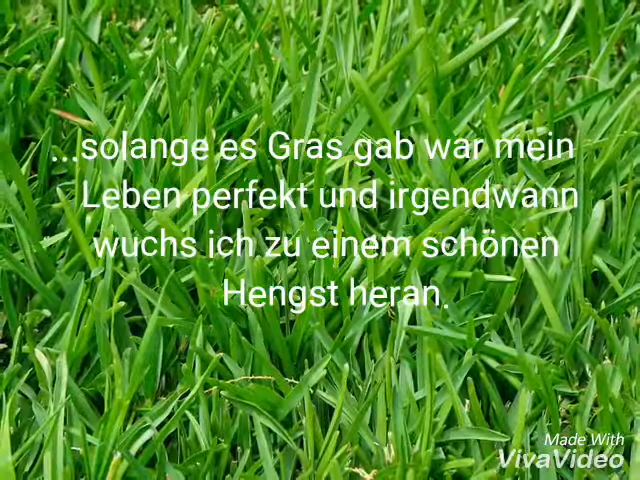 ...solange es Gras gab war mein
Leben perfekt und irgendwann
wuchs ich zu einem schönen
Hengst heran.
Made With
VivaVideo